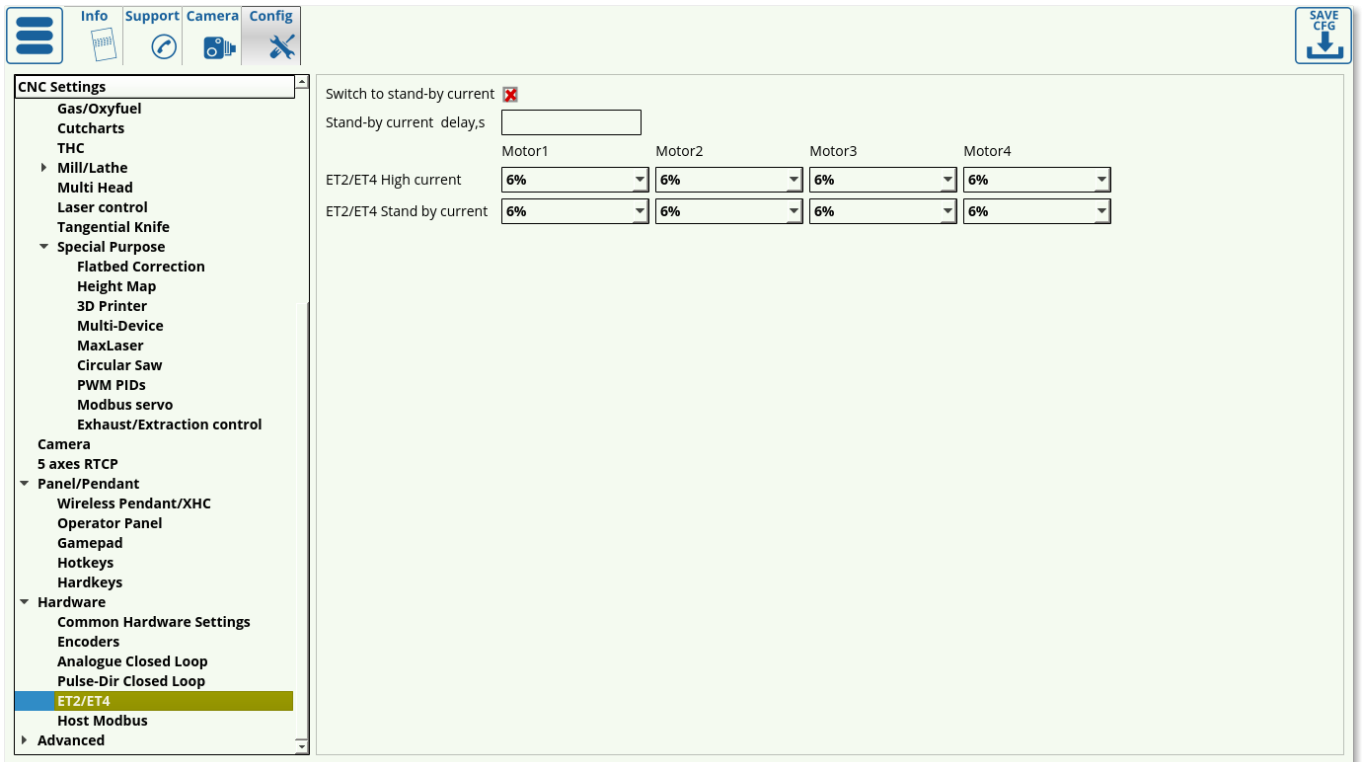 Info Support Camera Config
SAVE
CFG
CNC Settings
Gas/Oxyfuel
Cutcharts
THC
Mill/Lathe
Multi Head
Laser control
Tangential Knife
Special Purpose
Flatbed Correction
Height Map
3D Printer
Multi-Device
MaxLaser
Circular Saw
PWM PIDs
Modbus servo
Exhaust/Extraction control
Camera
5 axes RTCP
Panel/Pendant
Wireless Pendant/XHC
Operator Panel
Gamepad
Hotkeys
Hardkeys
Hardware
Common Hardware Settings
Encoders
Analogue Closed Loop
Pulse-Dir Closed Loop
ET2/ET4
Host Modbus
Advanced
Switch to stand-by current
Stand-by current delay,s
Motor1 Motor2 Motor3 Motor4
ET2/ET4 High current 6% 6% 6% 6%
ET2/ET4 Stand by current 6% 6% 6% 6%